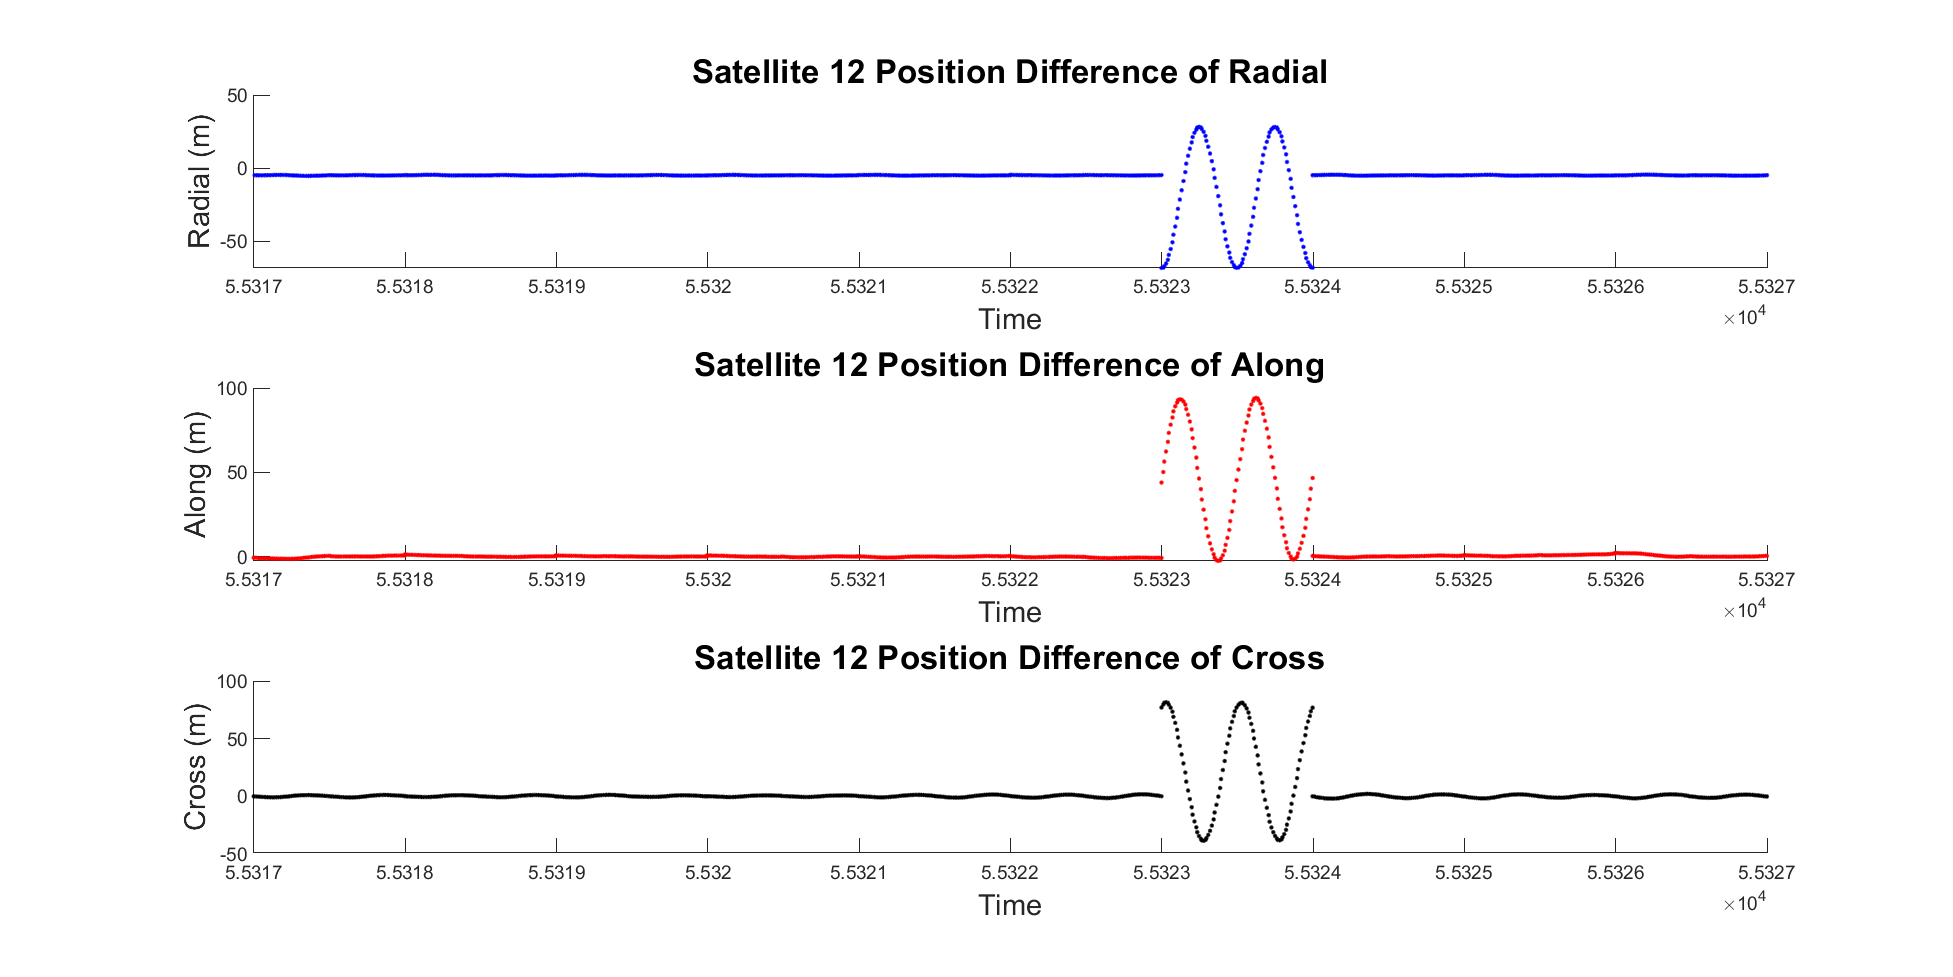 Satellite 12 Position Difference of Radial
Radial (m)
50
0
-50
5.5317 5.5318 5.5319 5.532 5.5321 5.5322 5.5323 5.5324 5.5325 5.5326 5.5327
Time
×10^4
Satellite 12 Position Difference of Along
Along (m)
100
50
0
5.5317 5.5318 5.5319 5.532 5.5321 5.5322 5.5323 5.5324 5.5325 5.5326 5.5327
Time
×10^4
Satellite 12 Position Difference of Cross
Cross (m)
100
50
0
-50
5.5317 5.5318 5.5319 5.532 5.5321 5.5322 5.5323 5.5324 5.5325 5.5326 5.5327
Time
×10^4